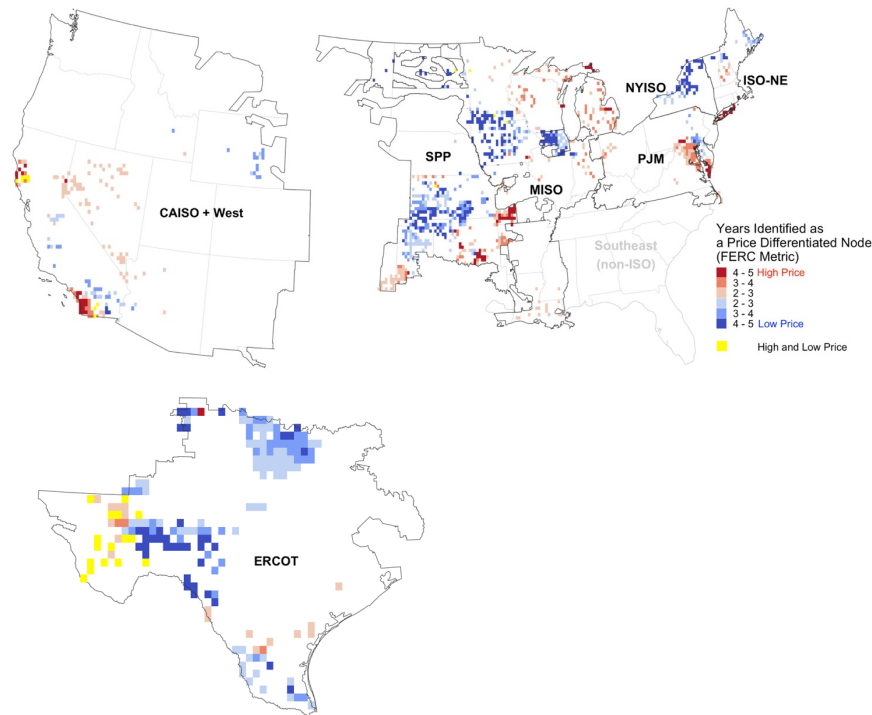 NYISO
ISO-NE
SPP
PJM
MISO
CAISO + West
Southeast
(non-ISO)
Years Identified as
a Price Differentiated Node
(FERC Metric)
4 - 5 High Price
3 - 4
2 - 3
2 - 3
3 - 4
4 - 5 Low Price
High and Low Price
ERCOT